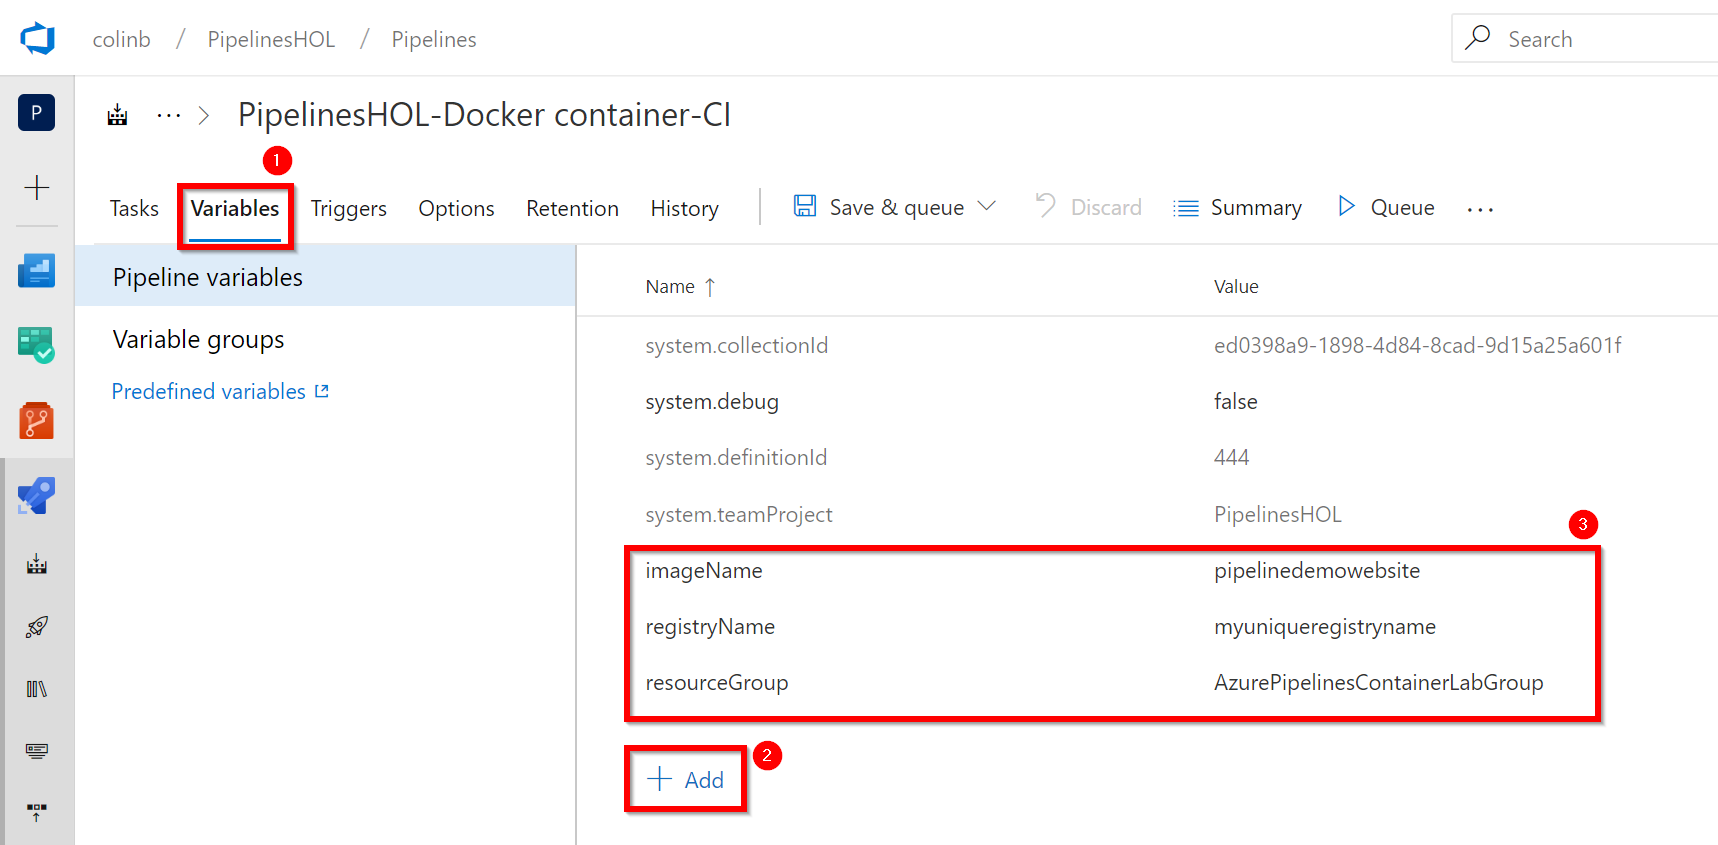 colinb / PipelinesHOL / Pipelines
Search
P
... > PipelinesHOL-Docker container-CI
1
Tasks Variables Triggers Options Retention History Save & queue Discard Summary Queue ...
Pipeline variables
Variable groups
Predefined variables
Name ↑ Value
system.collectionId ed0398a9-1898-4d84-8cad-9d15a25a601f
system.debug false
system.definitionId 444
system.teamProject PipelinesHOL
3
imageName pipelinedemowebsite
registryName myuniqueregistryname
resourceGroup AzurePipelinesContainerLabGroup
2
+ Add